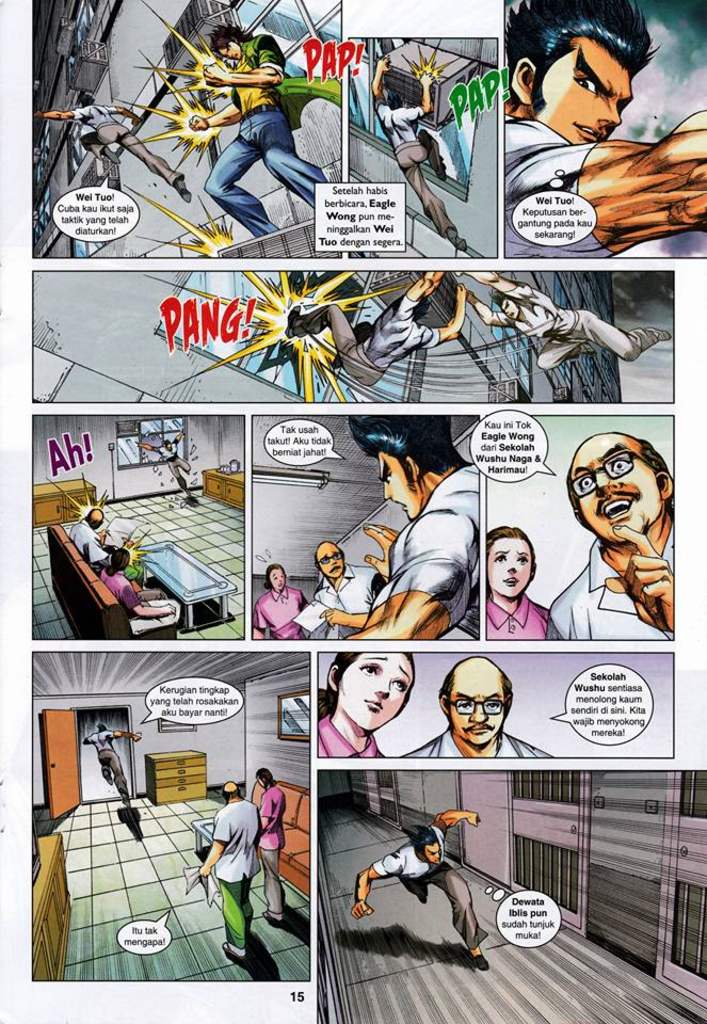 PAP!
Wei Tuo!
Cuba kau ikut saja
taktik yang telah
diaturkan!
Setelah habis
berbicara, Eagle
Wong pun me-
ninggalkan Wei
Tuo dengan segera.
PAP!
Wei Tuo!
Keputusan ber-
gantung pada kau
sekarang!
PANG!
Ah!
Tak usah
takut! Aku tidak
berniat jahat!
Kau ini Tok
Eagle Wong
dari Sekolah
Wushu Naga &
Harimau!
Kerugian tingkap
yang telah rosakakan
aku bayar nanti!
Itu tak
mengapa!
Sekolah
Wushu sentiasa
menolong kaum
sendiri di sini. Kita
wajib menyokong
mereka!
Dewata
Iblis pun
sudah tunjuk
muka!
15